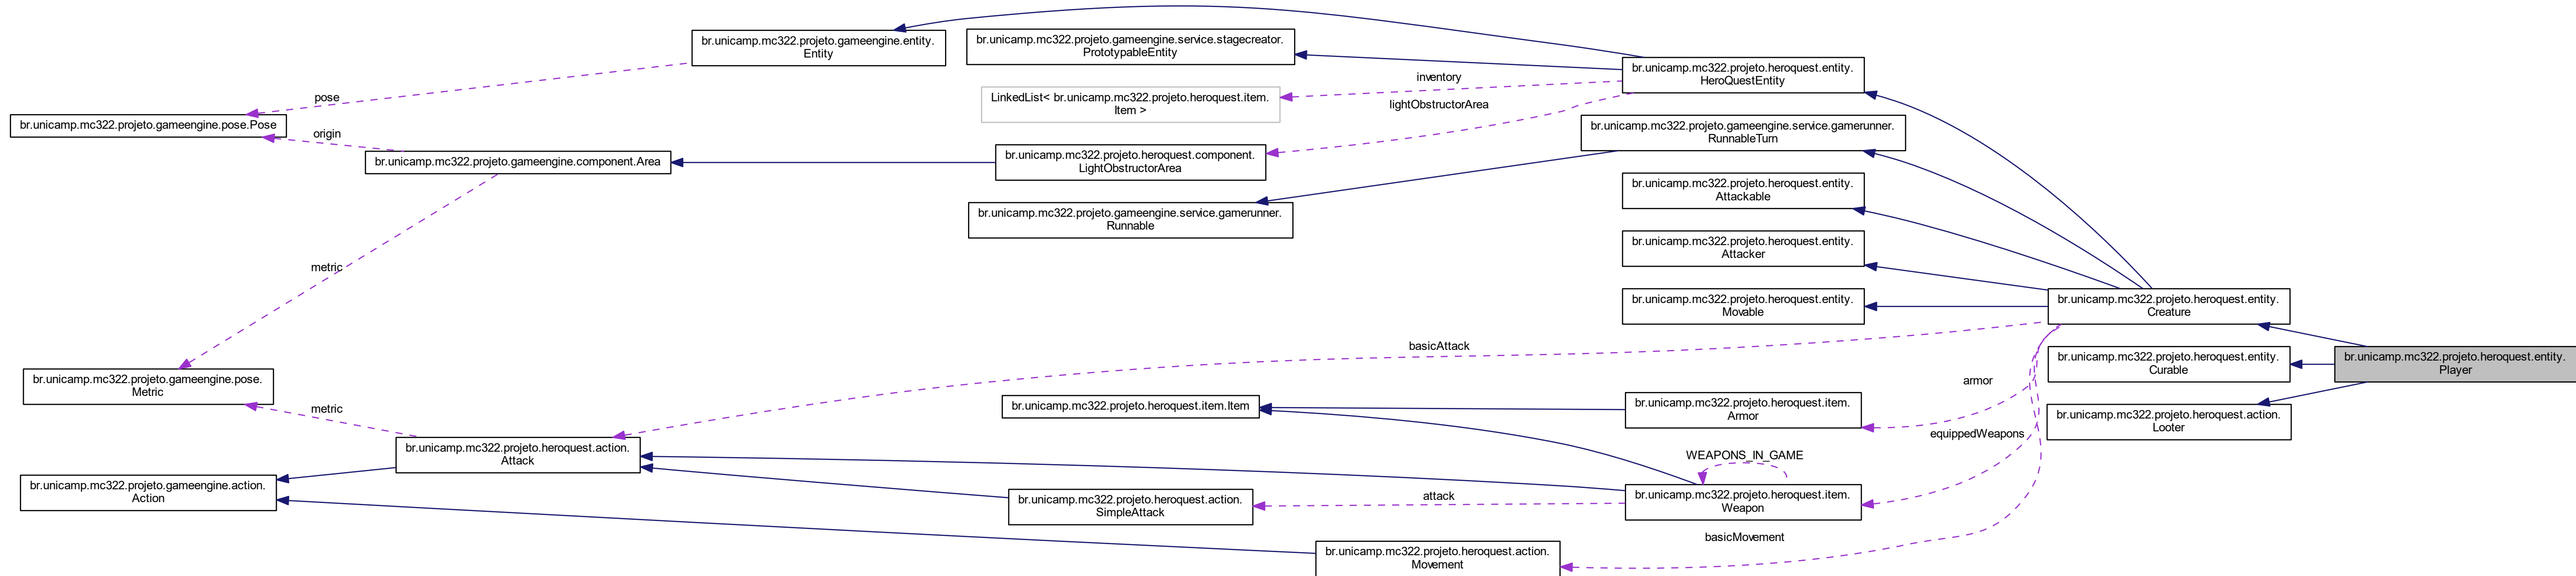 br.unicamp.mc322.projeto.gameengine.entity.
Entity
br.unicamp.mc322.projeto.gameengine.service.stagecreator.
PrototypableEntity
br.unicamp.mc322.projeto.heroquest.entity.
HeroQuestEntity
inventory
LinkedList< br.unicamp.mc322.projeto.heroquest.item.
Item >
lightObstructorArea
pose
br.unicamp.mc322.projeto.gameengine.pose.Pose
origin
br.unicamp.mc322.projeto.gameengine.service.gamerunner.
RunnableTurn
br.unicamp.mc322.projeto.gameengine.component.Area
br.unicamp.mc322.projeto.heroquest.component.
LightObstructorArea
br.unicamp.mc322.projeto.heroquest.entity.
Attackable
br.unicamp.mc322.projeto.gameengine.service.gamerunner.
Runnable
br.unicamp.mc322.projeto.heroquest.entity.
Attacker
metric
br.unicamp.mc322.projeto.heroquest.entity.
Movable
br.unicamp.mc322.projeto.heroquest.entity.
Creature
basicAttack
br.unicamp.mc322.projeto.heroquest.entity.
Curable
br.unicamp.mc322.projeto.heroquest.entity.
Player
br.unicamp.mc322.projeto.gameengine.pose.
Metric
armor
metric
br.unicamp.mc322.projeto.heroquest.item.Item
br.unicamp.mc322.projeto.heroquest.item.
Armor
br.unicamp.mc322.projeto.heroquest.action.
Looter
equippedWeapons
br.unicamp.mc322.projeto.heroquest.action.
Attack
WEAPONS_IN_GAME
br.unicamp.mc322.projeto.gameengine.action.
Action
attack
br.unicamp.mc322.projeto.heroquest.action.
SimpleAttack
br.unicamp.mc322.projeto.heroquest.item.
Weapon
basicMovement
br.unicamp.mc322.projeto.heroquest.action.
Movement